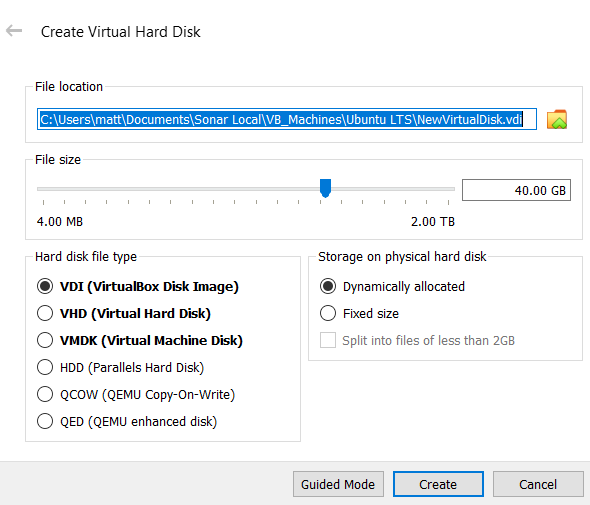 Create Virtual Hard Disk
File location
C:\Users\matt\Documents\Sonar Local\VB_Machines\Ubuntu LTS\NewVirtualDisk.vdi
File size
40.00 GB
4.00 MB 2.00 TB
Hard disk file type
VDI (VirtualBox Disk Image)
VHD (Virtual Hard Disk)
VMDK (Virtual Machine Disk)
HDD (Parallels Hard Disk)
QCOW (QEMU Copy-On-Write)
QED (QEMU enhanced disk)
Storage on physical hard disk
Dynamically allocated
Fixed size
Split into files of less than 2GB
Guided Mode Create Cancel